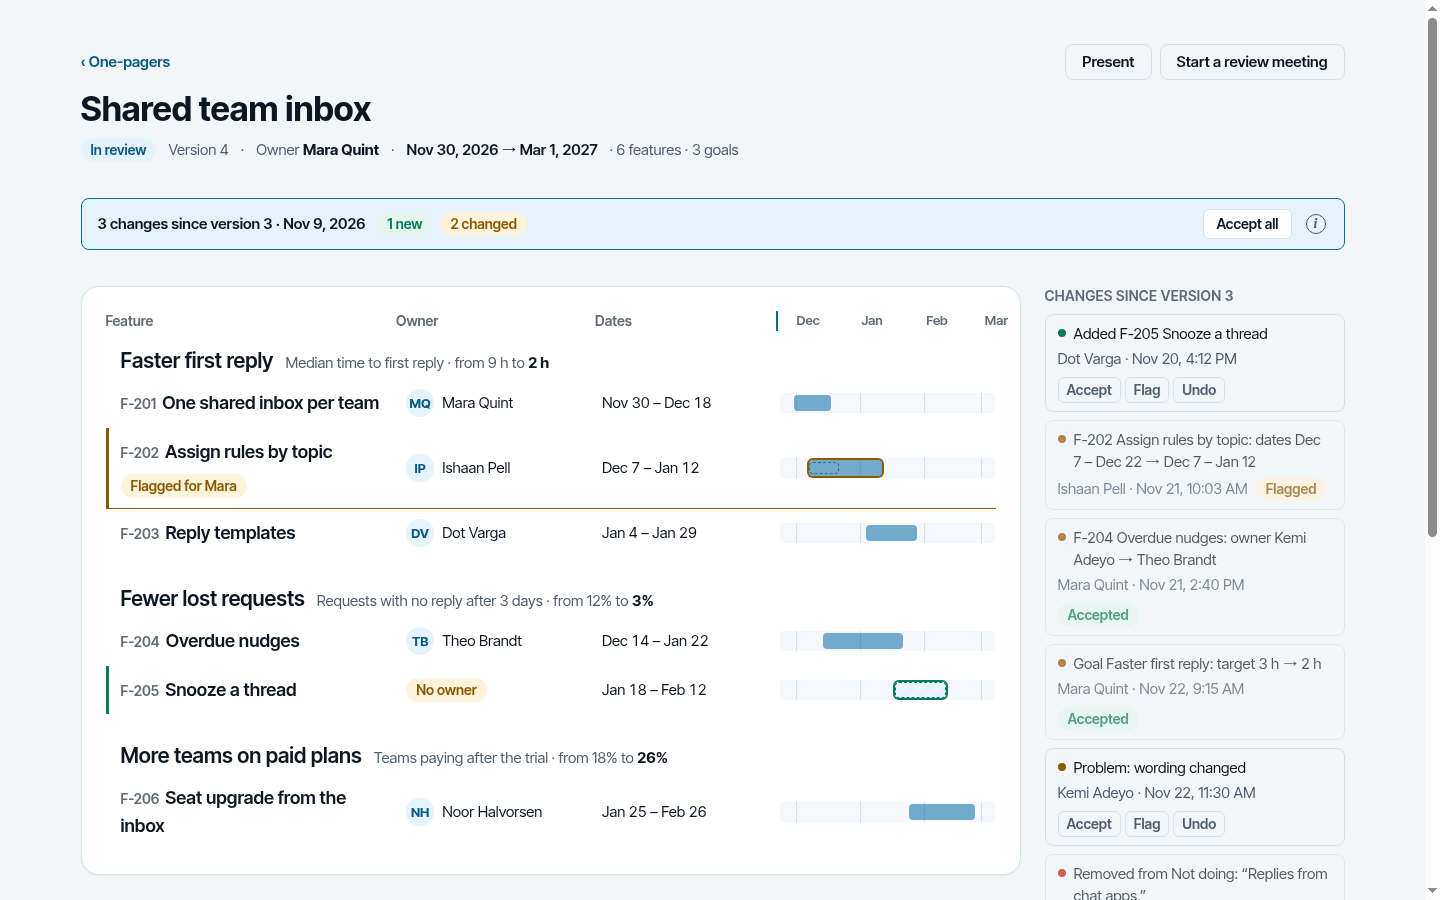 ‹ One-pagers
Present
Start a review meeting
Shared team inbox
In review Version 4 · Owner Mara Quint · Nov 30, 2026 → Mar 1, 2027 · 6 features · 3 goals
3 changes since version 3 · Nov 9, 2026 1 new 2 changed
Accept all
i
Feature Owner Dates Dec Jan Feb Mar
Faster first reply Median time to first reply · from 9 h to 2 h
F-201 One shared inbox per team MQ Mara Quint Nov 30 – Dec 18
F-202 Assign rules by topic
Flagged for Mara
IP Ishaan Pell Dec 7 – Jan 12
F-203 Reply templates DV Dot Varga Jan 4 – Jan 29
Fewer lost requests Requests with no reply after 3 days · from 12% to 3%
F-204 Overdue nudges TB Theo Brandt Dec 14 – Jan 22
F-205 Snooze a thread No owner Jan 18 – Feb 12
More teams on paid plans Teams paying after the trial · from 18% to 26%
F-206 Seat upgrade from the
inbox
NH Noor Halvorsen Jan 25 – Feb 26
CHANGES SINCE VERSION 3
Added F-205 Snooze a thread
Dot Varga · Nov 20, 4:12 PM
Accept Flag Undo
F-202 Assign rules by topic: dates Dec
7 – Dec 22 → Dec 7 – Jan 12
Ishaan Pell · Nov 21, 10:03 AM Flagged
F-204 Overdue nudges: owner Kemi
Adeyo → Theo Brandt
Mara Quint · Nov 21, 2:40 PM
Accepted
Goal Faster first reply: target 3 h → 2 h
Mara Quint · Nov 22, 9:15 AM
Accepted
Problem: wording changed
Kemi Adeyo · Nov 22, 11:30 AM
Accept Flag Undo
Removed from Not doing: “Replies from
chat apps.”